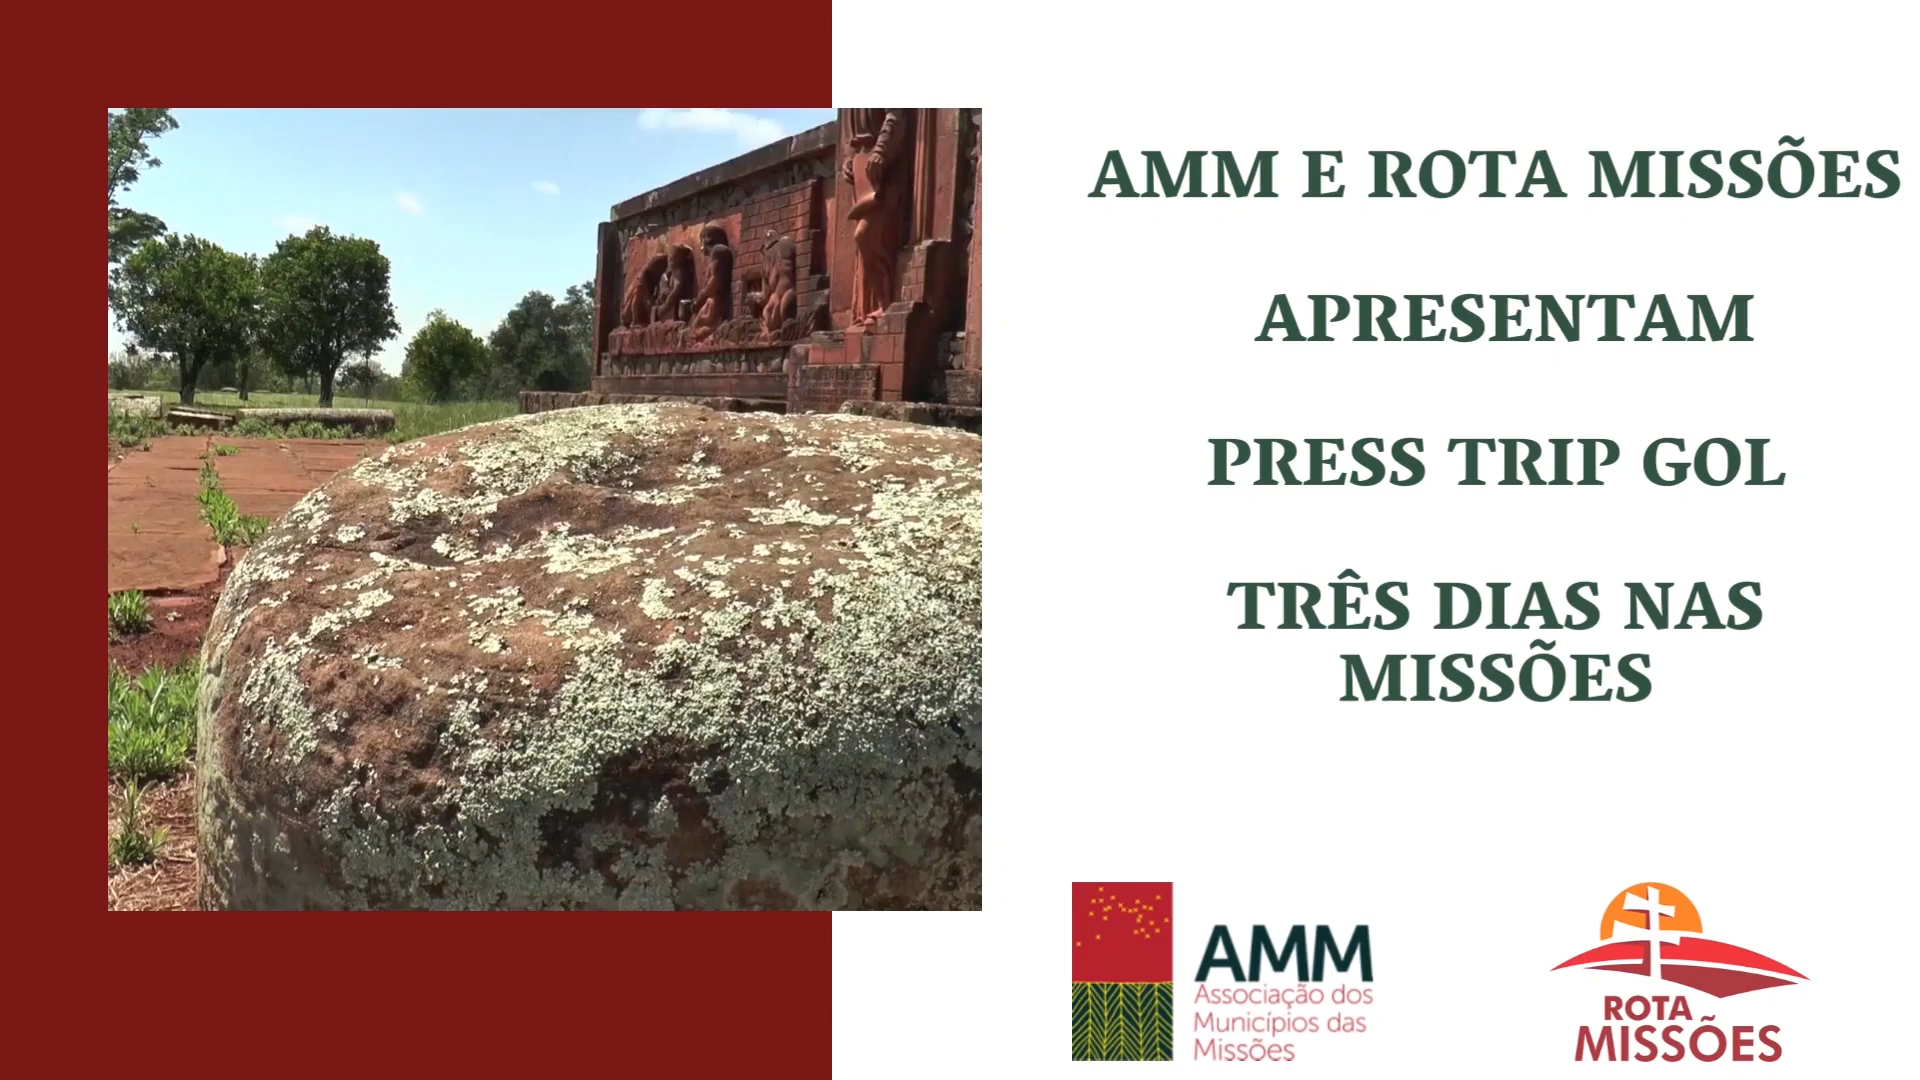 AMM E ROTA MISSÕES
APRESENTAM
PRESS TRIP GOL
TRÊS DIAS NAS
MISSÕES
AMM
Associação dos
Municípios das
Missões
ROTA
MISSÕES